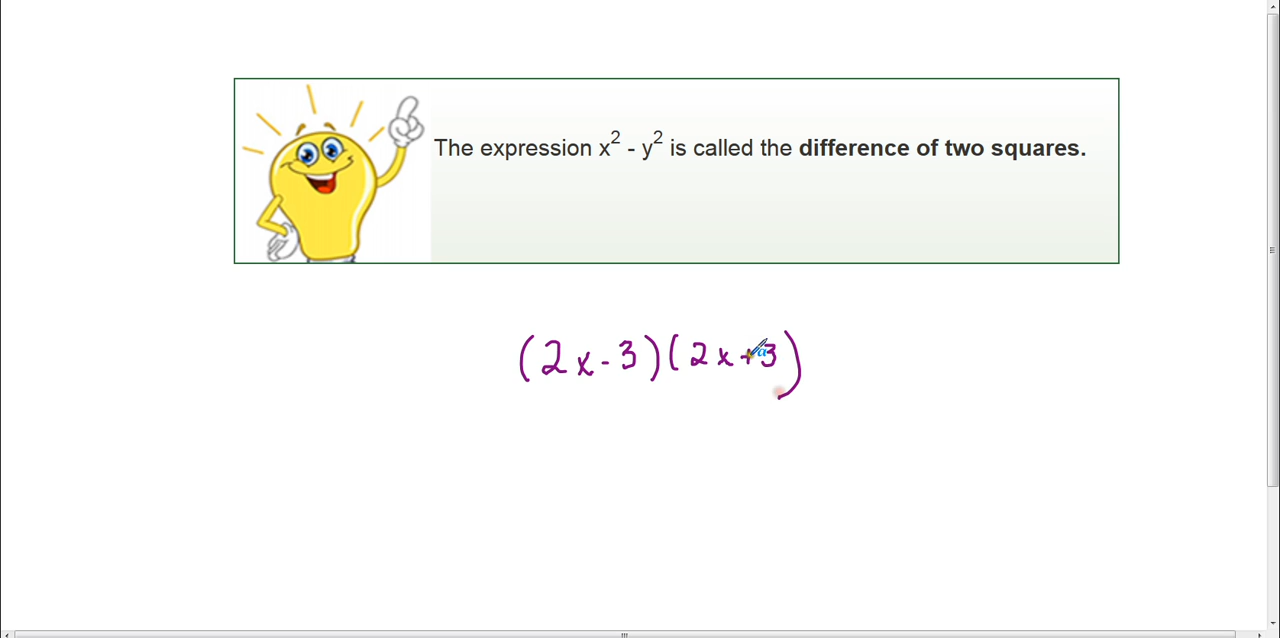 The expression x² - y² is called the difference of two squares.
(2x-3)(2x+3)